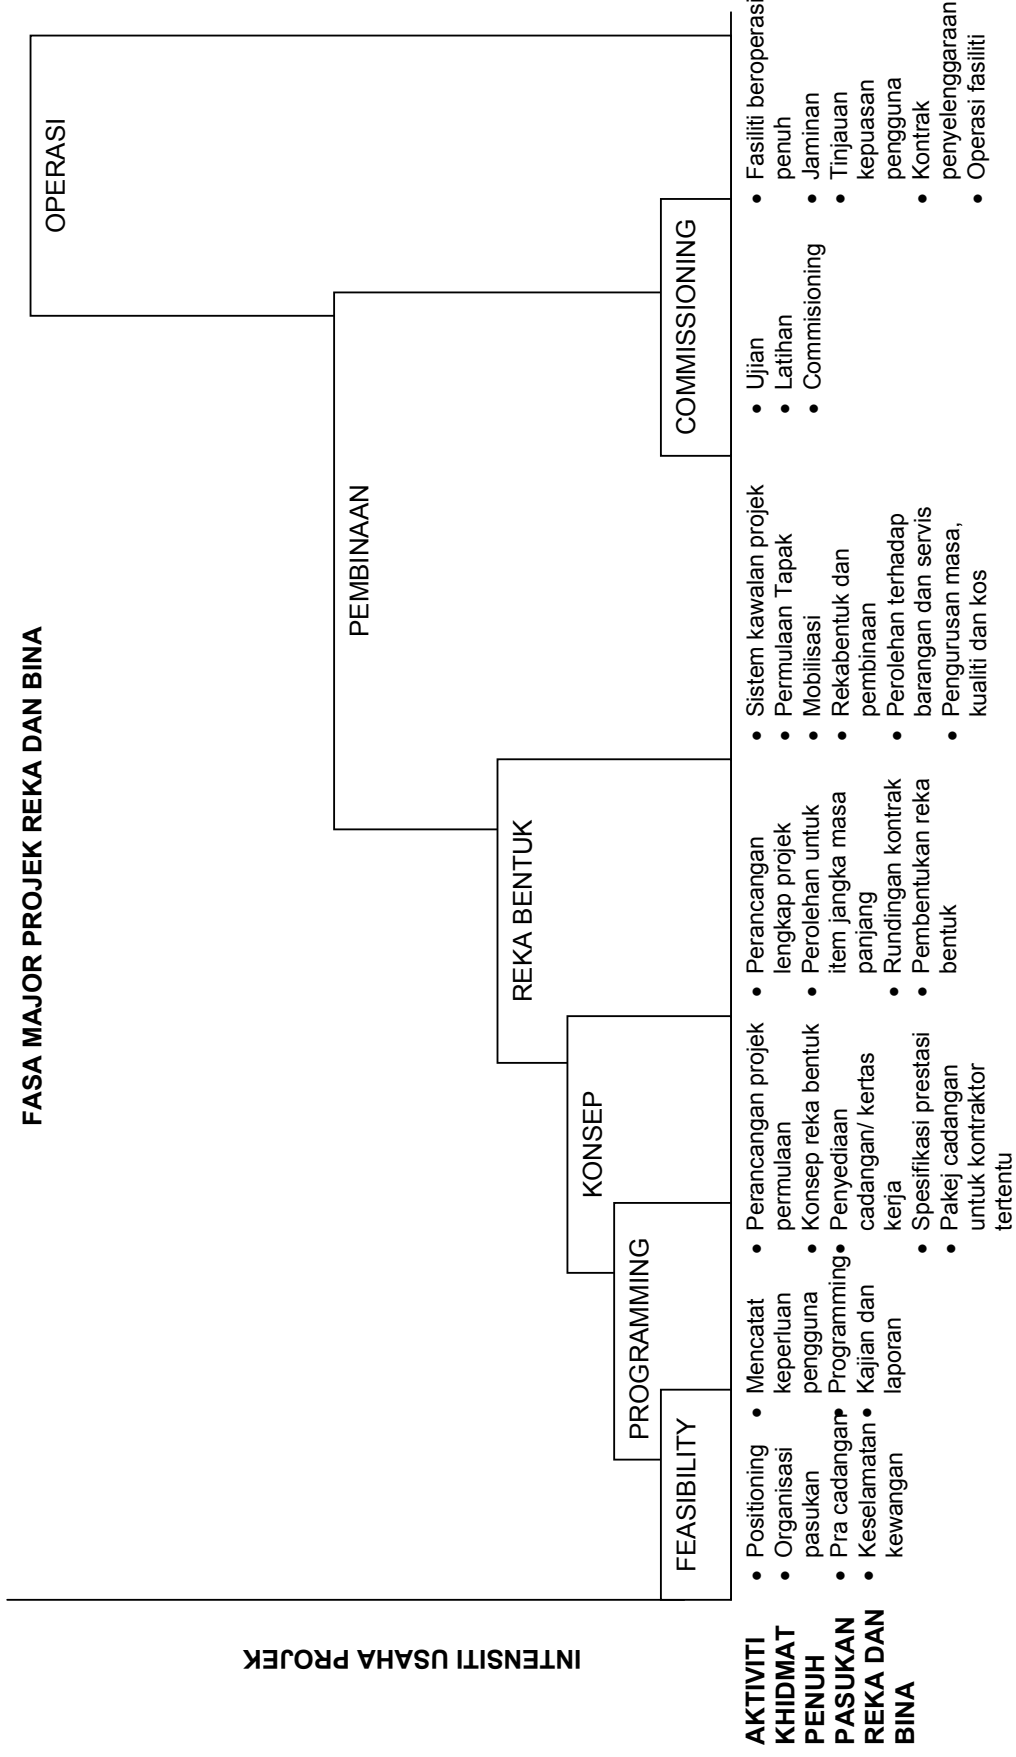 FASA MAJOR PROJEK REKA DAN BINA
INTENSITI USAHA PROJEK
FEASIBILITY
PROGRAMMING
KONSEP
REKA BENTUK
PEMBINAAN
COMMISSIONING
OPERASI
AKTIVITI
KHIDMAT
PENUH
PASUKAN
REKA DAN
BINA
• Positioning
• Organisasi
pasukan
• Pra cadangan
• Keselamatan
kewangan
• Mencatat
keperluan
pengguna
• Programming
• Kajian dan
laporan
• Perancangan projek
permulaan
• Konsep reka bentuk
• Penyediaan
cadangan/ kertas
kerja
• Spesifikasi prestasi
• Pakej cadangan
untuk kontraktor
tertentu
• Perancangan
lengkap projek
• Perolehan untuk
item jangka masa
panjang
• Rundingan kontrak
• Pembentukan reka
bentuk
• Sistem kawalan projek
• Permulaan Tapak
• Mobilisasi
• Rekabentuk dan
pembinaan
• Perolehan terhadap
barangan dan servis
• Pengurusan masa,
kualiti dan kos
• Ujian
• Latihan
• Commisioning
• Fasiliti beroperasi
penuh
• Jaminan
• Tinjauan
kepuasan
pengguna
• Kontrak
penyelenggaraan
• Operasi fasiliti